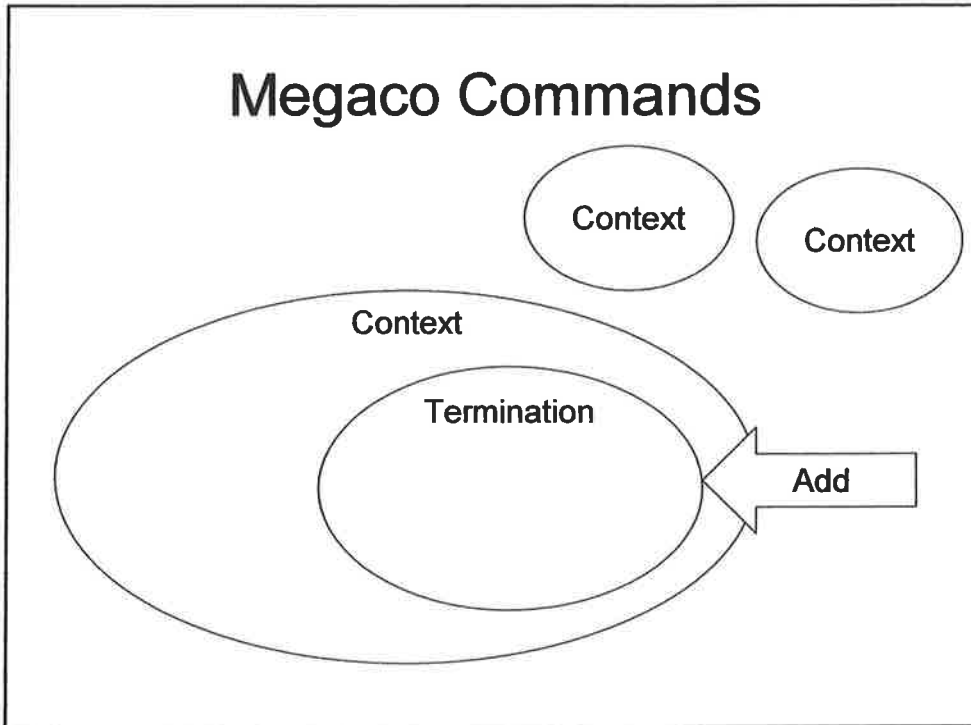 Megaco Commands
Context
Context
Context
Termination
Add